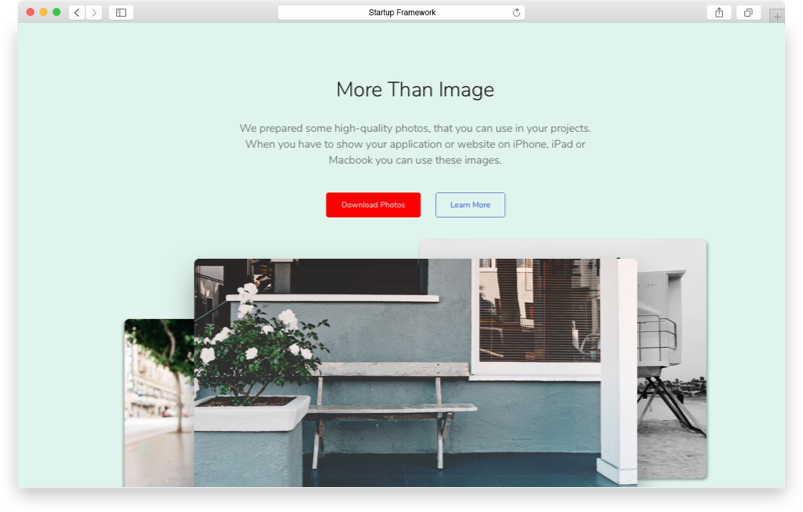 Startup Framework
More Than Image
We prepared some high-quality photos, that you can use in your projects.
When you have to show your application or website on iPhone, iPad or
Macbook you can use these images.
Download Photos
Learn More